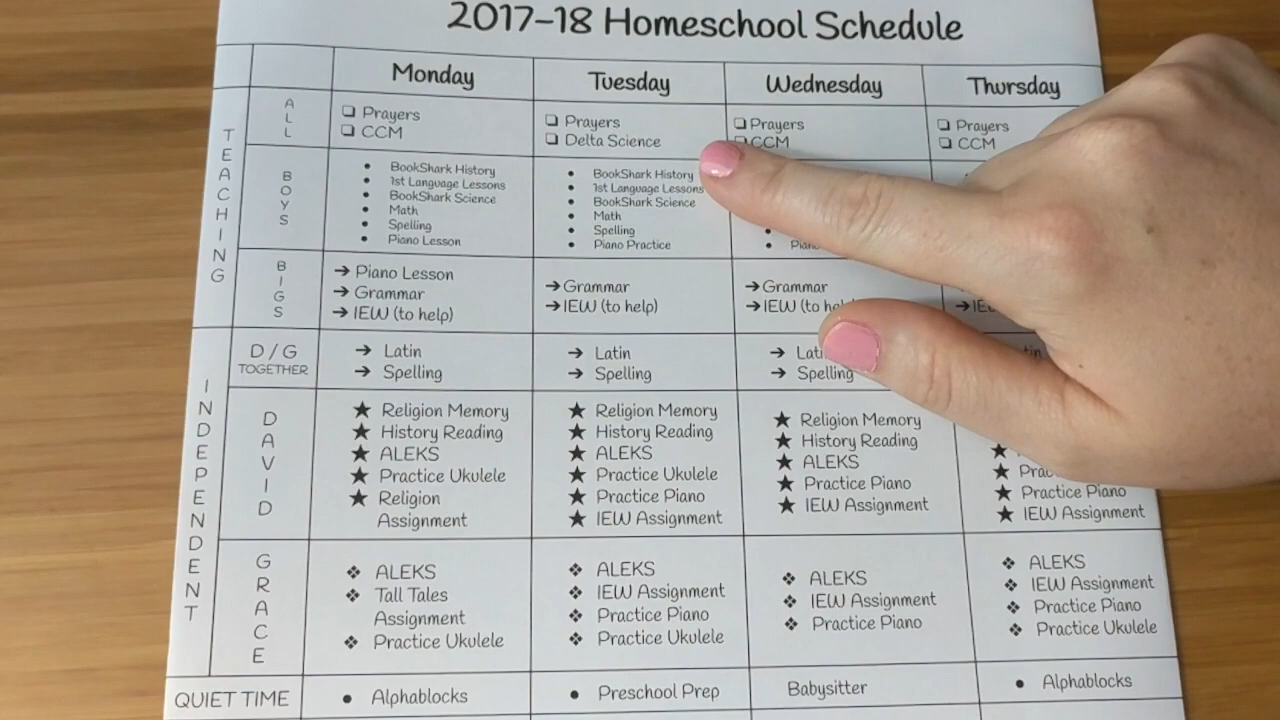 2017-18 Homeschool Schedule
Monday Tuesday Wednesday Thursday
TEACHING
ALL
❑ Prayers
❑ CCM
❑ Prayers
❑ Delta Science
❑ Prayers
❑ CCM
❑ Prayers
❑ CCM
BOYS
• BookShark History
• 1st Language Lessons
• BookShark Science
• Math
• Spelling
• Piano Lesson
• BookShark History
• 1st Language Lessons
• BookShark Science
• Math
• Spelling
• Piano Practice
BIGS
→ Piano Lesson
→ Grammar
→ IEW (to help)
→ Grammar
→ IEW (to help)
→ Grammar
→ IEW (to
INDEPENDENT
D / G
TOGETHER
→ Latin
→ Spelling
→ Latin
→ Spelling
→ Spelling
DAVID
★ Religion Memory
★ History Reading
★ ALEKS
★ Practice Ukulele
★ Religion
Assignment
★ Religion Memory
★ History Reading
★ ALEKS
★ Practice Ukulele
★ Practice Piano
★ IEW Assignment
★ Religion Memory
★ History Reading
★ ALEKS
★ Practice Piano
★ IEW Assignment
★ Practice Piano
★ IEW Assignment
GRACE
❖ ALEKS
❖ Tall Tales
Assignment
❖ Practice Ukulele
❖ ALEKS
❖ IEW Assignment
❖ Practice Piano
❖ Practice Ukulele
❖ ALEKS
❖ IEW Assignment
❖ Practice Piano
❖ ALEKS
❖ IEW Assignment
❖ Practice Piano
❖ Practice Ukulele
QUIET TIME
• Alphablocks
• Preschool Prep
Babysitter
• Alphablocks